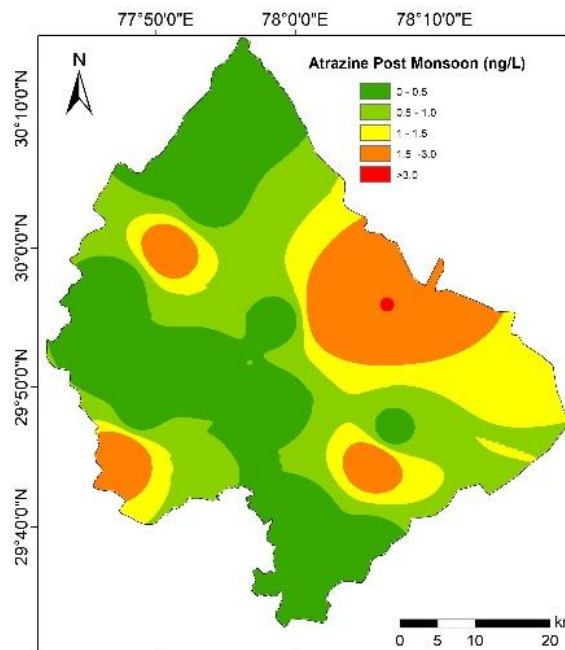 77°50'0"E 78°0'0"E 78°10'0"E
N
Atrazine Post Monsoon (ng/L)
0 - 0.5
0.5 - 1.0
1 - 1.5
1.5 -3.0
>3.0
30°10'0"N
30°0'0"N
29°50'0"N
29°40'0"N
km
0 5 10 20